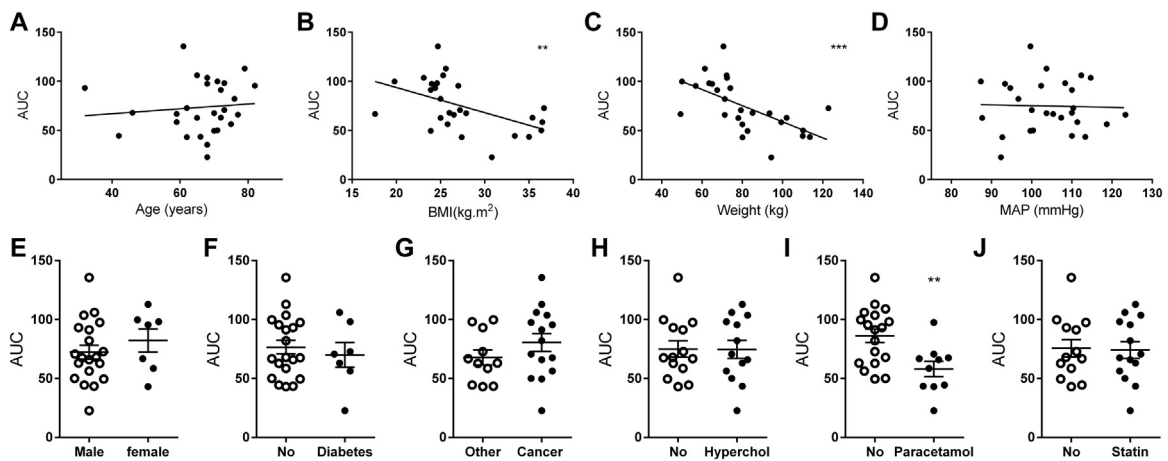 A
150
100
50
0
AUC
20
40
60
80
Age (years)
B
**
150
100
50
0
AUC
15
20
25
30
35
40
BMI(kg.m²)
C
***
150
100
50
0
AUC
40
60
80
100
120
140
Weight (kg)
D
150
100
50
0
AUC
80
90
100
110
120
130
MAP (mmHg)
E
150
100
50
0
AUC
Male
female
F
150
100
50
0
AUC
No
Diabetes
G
150
100
50
0
AUC
Other
Cancer
H
150
100
50
0
AUC
No
Hyperchol
I
**
150
100
50
0
AUC
No
Paracetamol
J
150
100
50
0
AUC
No
Statin